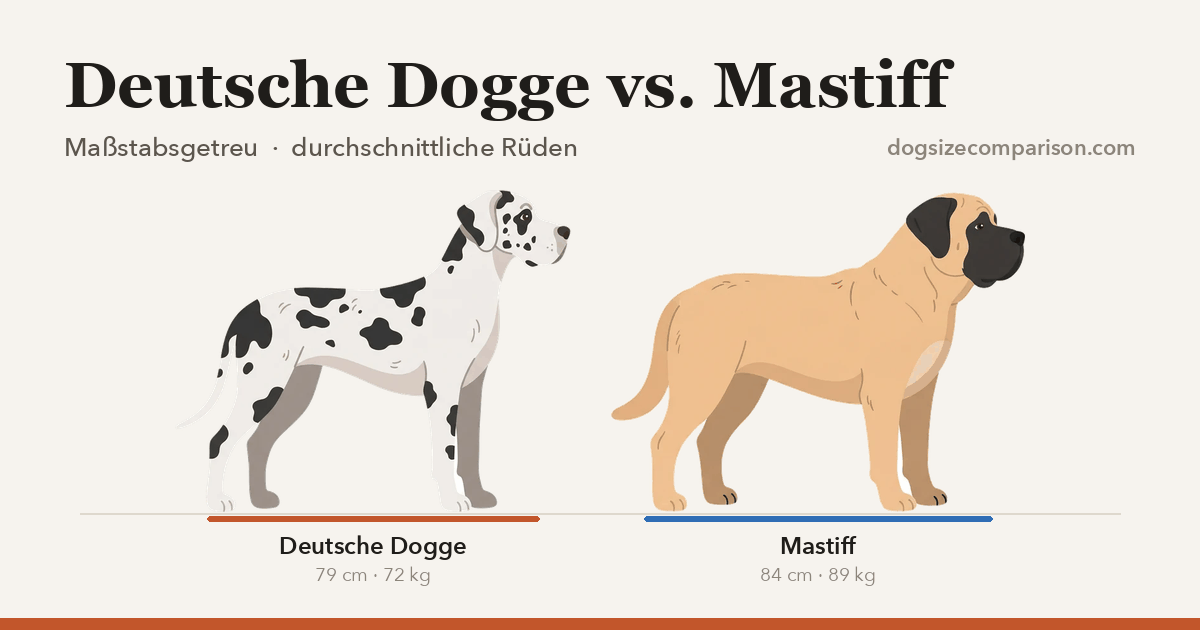 Deutsche Dogge vs. Mastiff
Maßstabsgetreu · durchschnittliche Rüden
dogsizecomparison.com
Deutsche Dogge
79 cm · 72 kg
Mastiff
84 cm · 89 kg